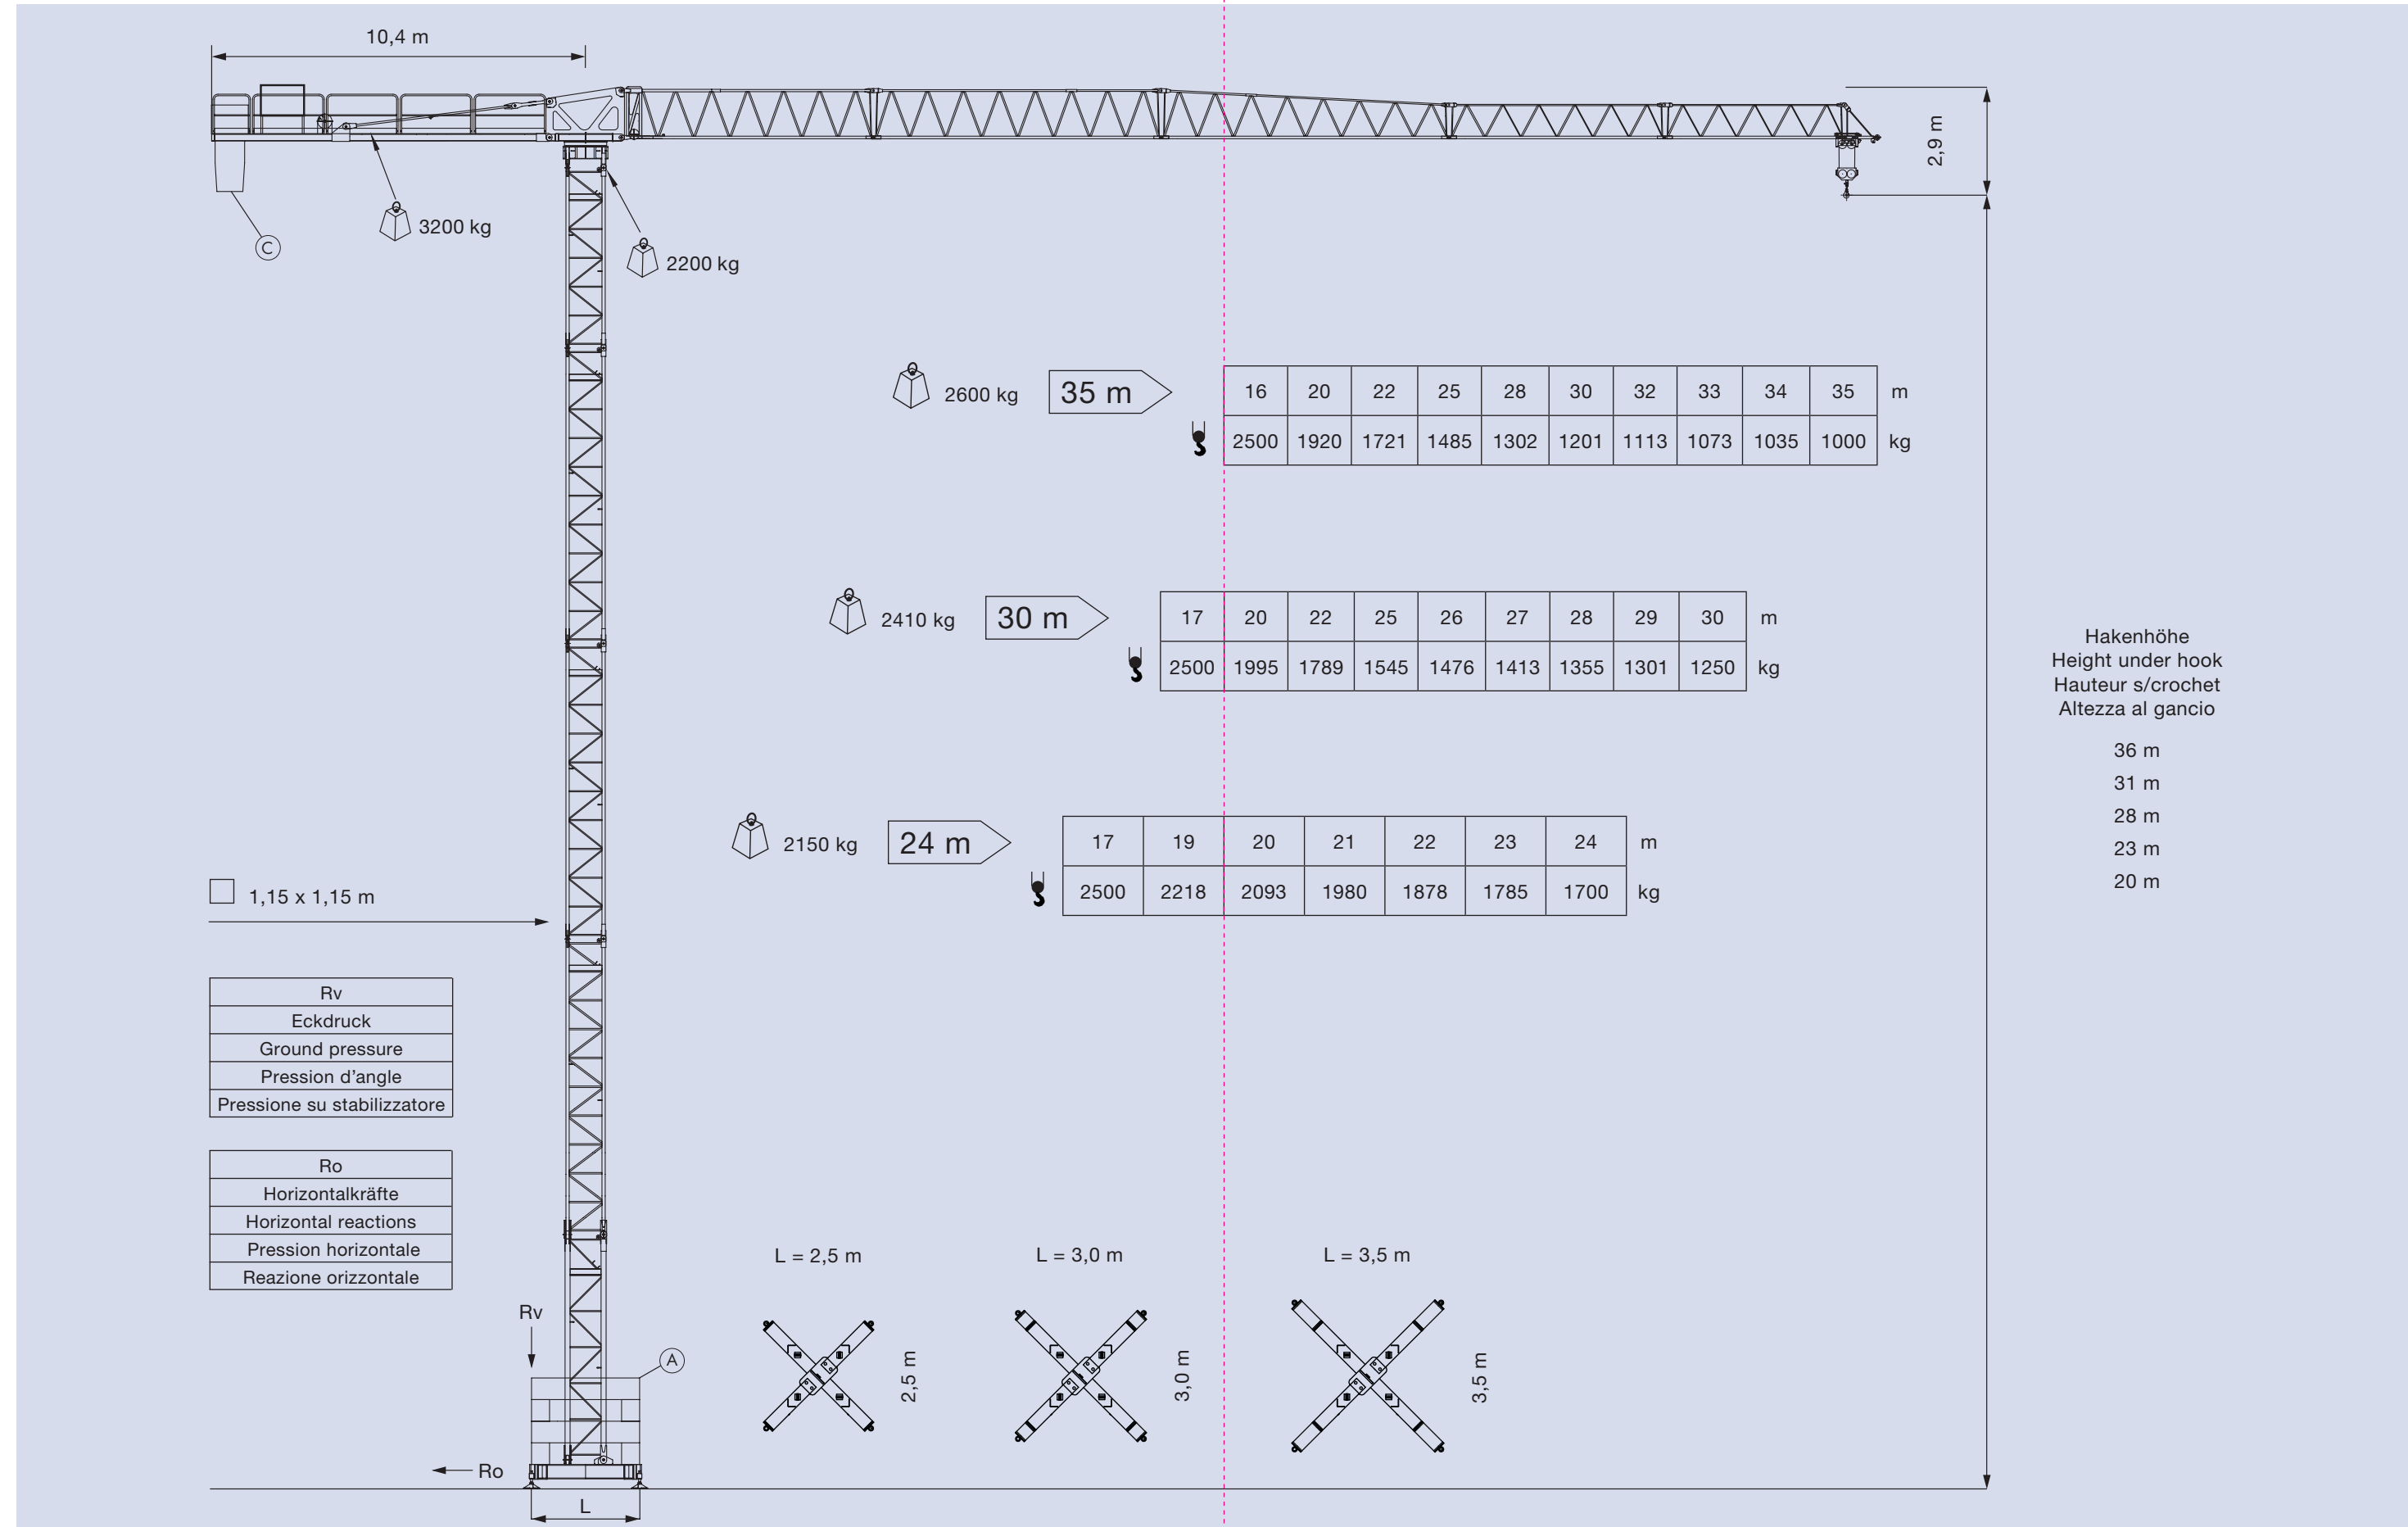 10,4 m
2,9 m
C
3200 kg
2200 kg
2600 kg
35 m
16 20 22 25 28 30 32 33 34 35 m
2500 1920 1721 1485 1302 1201 1113 1073 1035 1000 kg
2410 kg
30 m
17 20 22 25 26 27 28 29 30 m
2500 1995 1789 1545 1476 1413 1355 1301 1250 kg
Hakenhöhe
Height under hook
Hauteur s/crochet
Altezza al gancio
36 m
31 m
28 m
23 m
20 m
2150 kg
24 m
17 19 20 21 22 23 24 m
2500 2218 2093 1980 1878 1785 1700 kg
1,15 x 1,15 m
Rv
Eckdruck
Ground pressure
Pression d’angle
Pressione su stabilizzatore
Ro
Horizontalkräfte
Horizontal reactions
Pression horizontale
Reazione orizzontale
L = 2,5 m
L = 3,0 m
L = 3,5 m
Rv
A
2,5 m
3,0 m
3,5 m
Ro
L